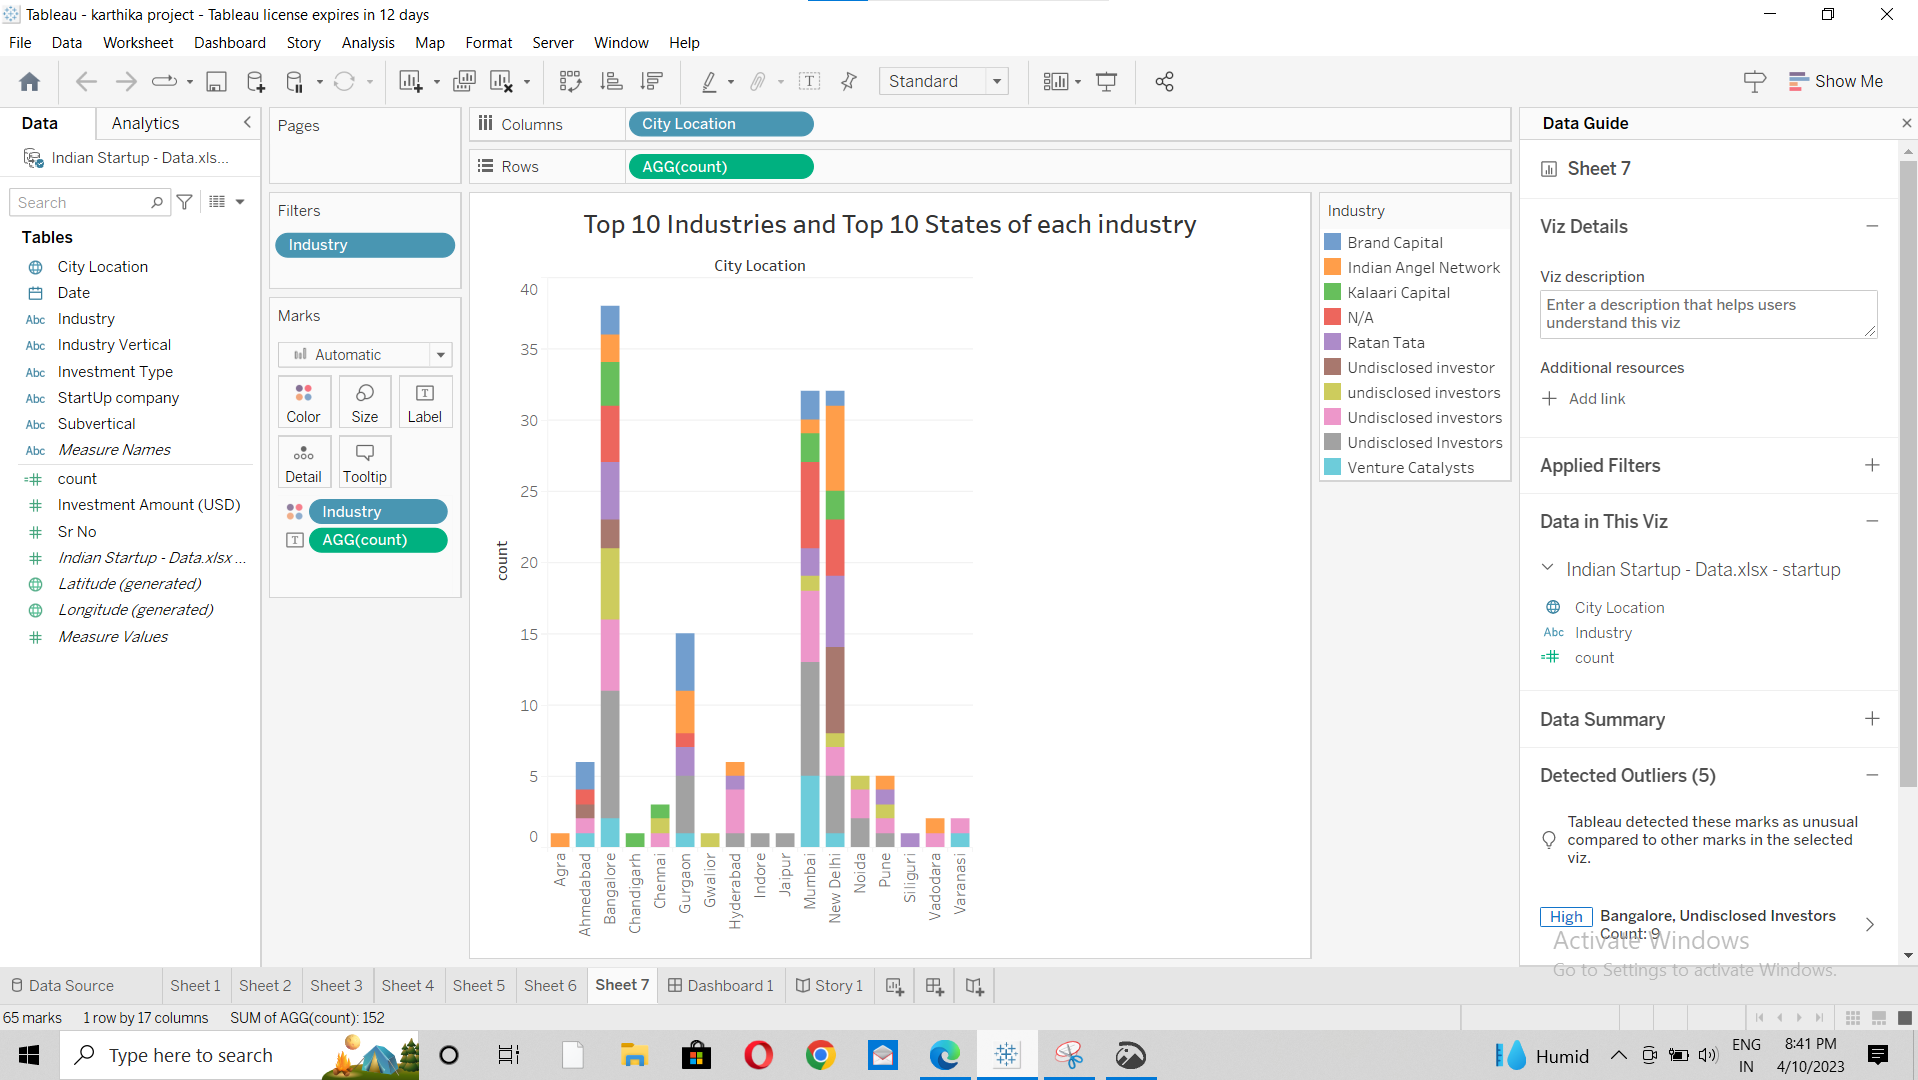 Tableau - karthika project - Tableau license expires in 12 days
File Data Worksheet Dashboard Story Analysis Map Format Server Window Help
Standard
Show Me
Data Analytics
Indian Startup - Data.xls...
Search
Tables
City Location
Date
Abc Industry
Abc Industry Vertical
Abc Investment Type
Abc StartUp company
Abc Subvertical
Abc Measure Names
count
Investment Amount (USD)
Sr No
Indian Startup - Data.xlsx ...
Latitude (generated)
Longitude (generated)
Measure Values
Pages
Filters
Industry
Marks
Automatic
Color Size Label
Detail Tooltip
Industry
AGG(count)
Columns City Location
Rows AGG(count)
Top 10 Industries and Top 10 States of each industry
City Location
40
35
30
25
20
15
10
5
0
count
Agra
Ahmedabad
Bangalore
Chandigarh
Chennai
Gurgaon
Gwalior
Hyderabad
Indore
Jaipur
Mumbai
New Delhi
Noida
Pune
Siliguri
Vadodara
Varanasi
Industry
Brand Capital
Indian Angel Network
Kalaari Capital
N/A
Ratan Tata
Undisclosed investor
undisclosed investors
Undisclosed investors
Undisclosed Investors
Venture Catalysts
Data Guide
Sheet 7
Viz Details
Viz description
Enter a description that helps users
understand this viz
Additional resources
Add link
Applied Filters
Data in This Viz
Indian Startup - Data.xlsx - startup
City Location
Abc Industry
count
Data Summary
Detected Outliers (5)
Tableau detected these marks as unusual
compared to other marks in the selected
viz.
High Bangalore, Undisclosed Investors
Count: 9
Activate Windows
Go to Settings to activate Windows.
Data Source Sheet 1 Sheet 2 Sheet 3 Sheet 4 Sheet 5 Sheet 6 Sheet 7 Dashboard 1 Story 1
65 marks 1 row by 17 columns SUM of AGG(count): 152
Type here to search
Humid
ENG
IN
8:41 PM
4/10/2023